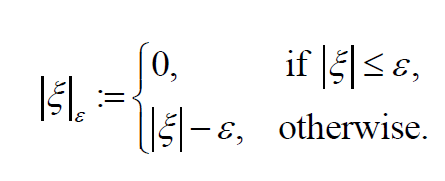 0, if |ξ| ≤ ε,
|ξ|ε :=
|ξ| − ε, otherwise.